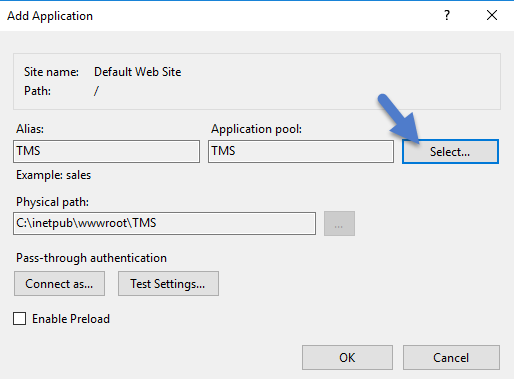 Add Application
?
Site name: Default Web Site
Path: /
Alias: Application pool:
TMS TMS Select...
Example: sales
Physical path:
C:\inetpub\wwwroot\TMS ...
Pass-through authentication
Connect as... Test Settings...
Enable Preload
OK Cancel